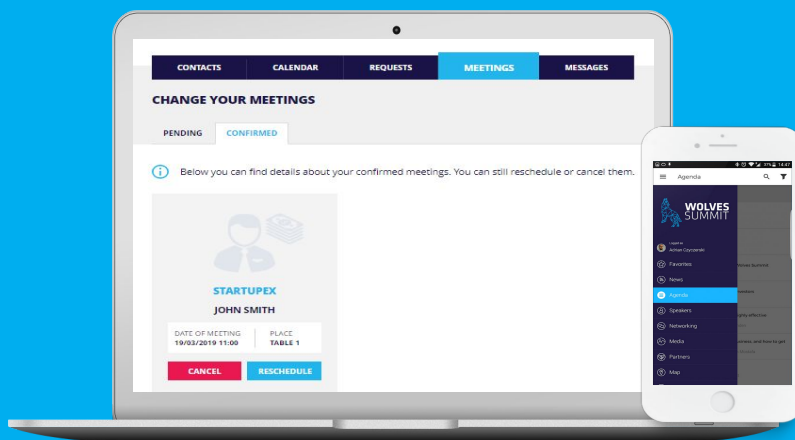 CONTACTS CALENDAR REQUESTS MEETINGS MESSAGES
CHANGE YOUR MEETINGS
PENDING CONFIRMED
Below you can find details about your confirmed meetings. You can still reschedule or cancel them.
STARTUPEX
JOHN SMITH
DATE OF MEETING PLACE
19/03/2019 11:00 TABLE 1
CANCEL RESCHEDULE
14:47
Agenda
WOLVES
SUMMIT
Favorites
News
Agenda
Speakers
Networking
Media
Partners
Map